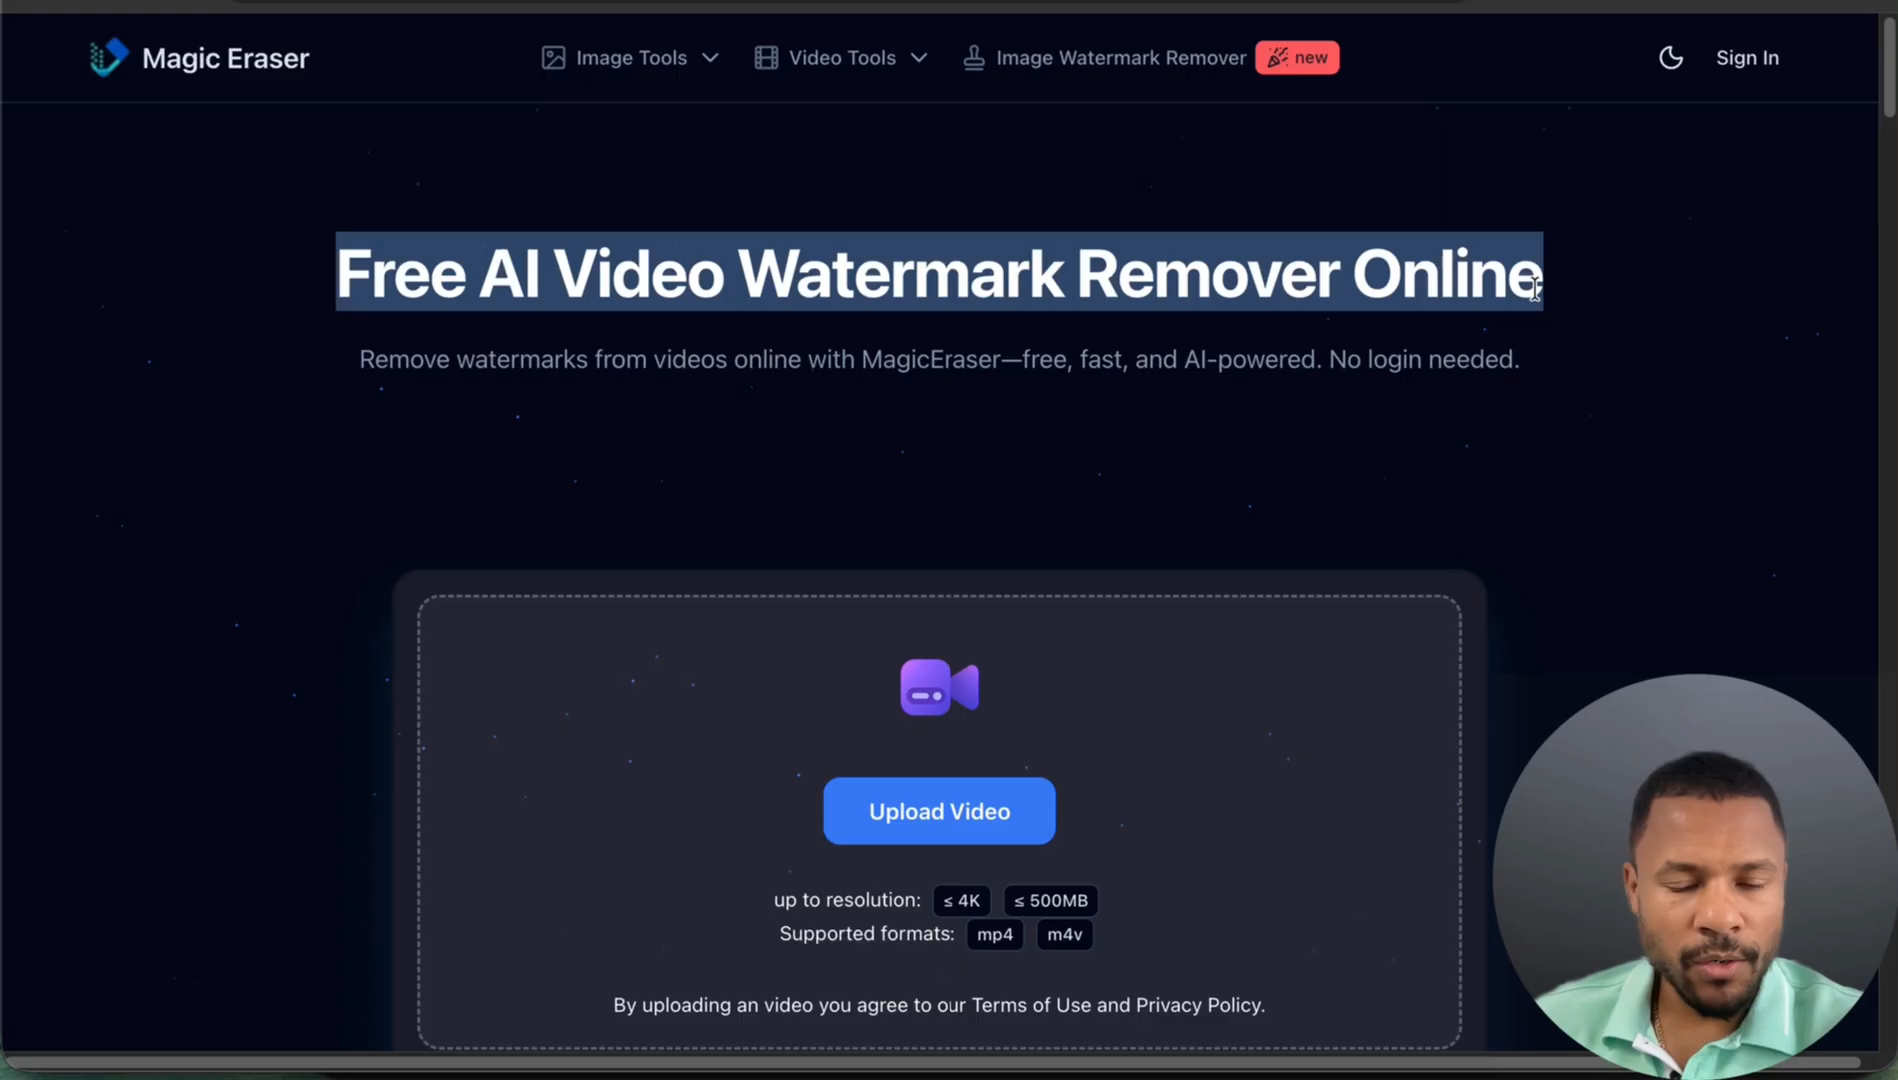 Magic Eraser
Image Tools
Video Tools
Image Watermark Remover
new
Sign In
Free AI Video Watermark Remover Online
Remove watermarks from videos online with MagicEraser—free, fast, and AI-powered. No login needed.
Upload Video
up to resolution: ≤ 4K ≤ 500MB
Supported formats: mp4 m4v
By uploading an video you agree to our Terms of Use and Privacy Policy.